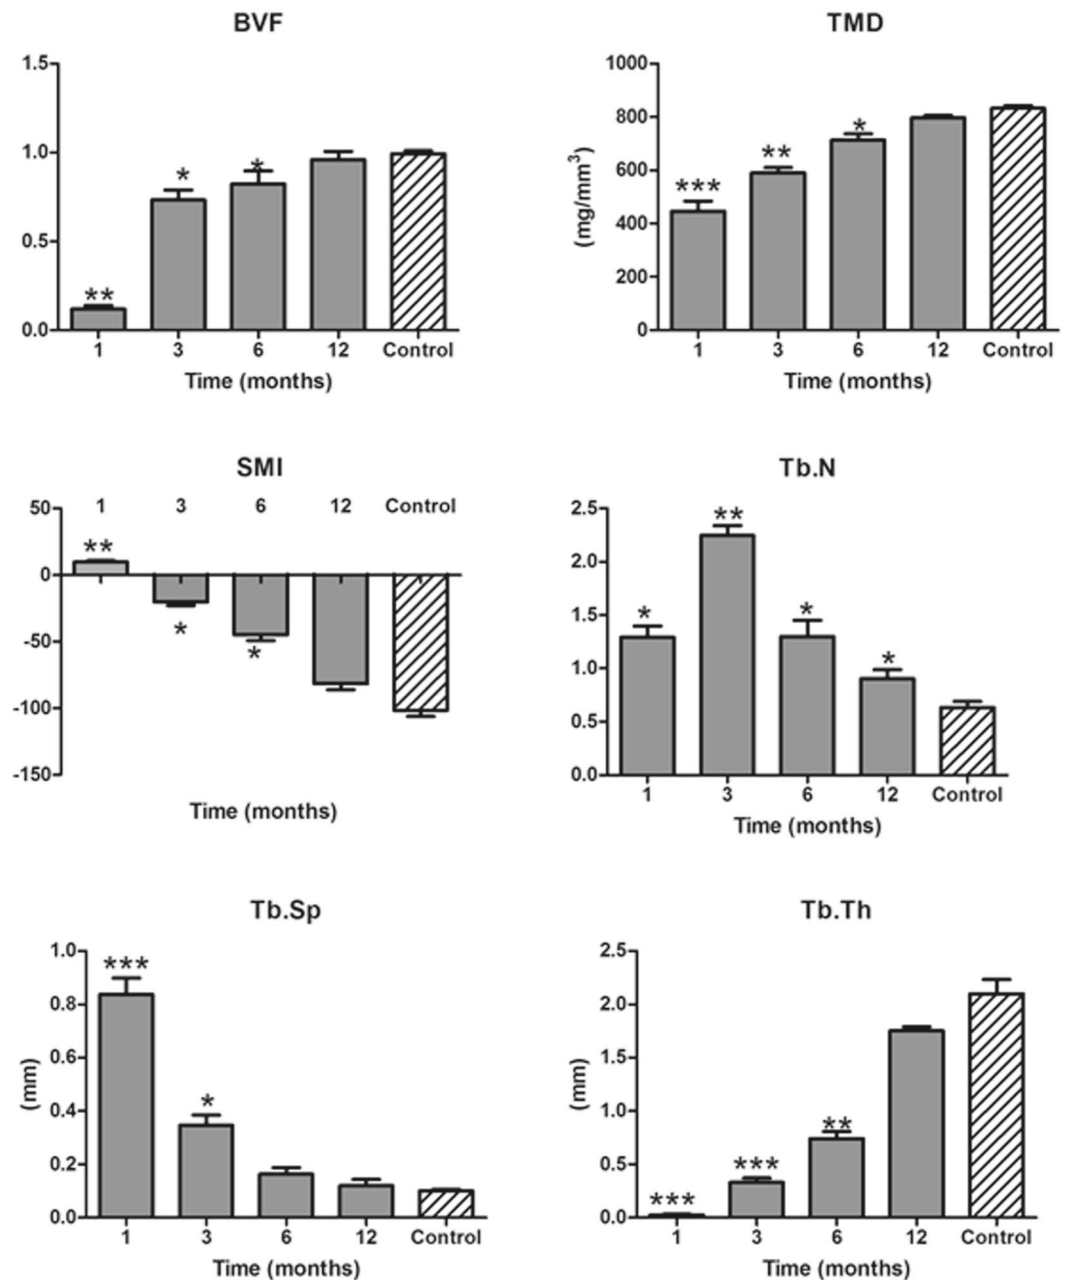 BVF
1.5
1.0
0.5
0.0
**
*
*
1 3 6 12 Control
Time (months)
TMD
(mg/mm³)
1000
800
600
400
200
0
***
**
*
1 3 6 12 Control
Time (months)
SMI
1 3 6 12 Control
50
0
-50
-100
-150
**
*
*
Time (months)
Tb.N
2.5
2.0
1.5
1.0
0.5
0.0
*
**
*
*
1 3 6 12 Control
Time (months)
Tb.Sp
(mm)
1.0
0.8
0.6
0.4
0.2
0.0
***
*
1 3 6 12 Control
Time (months)
Tb.Th
(mm)
2.5
2.0
1.5
1.0
0.5
0.0
***
***
**
1 3 6 12 Control
Time (months)